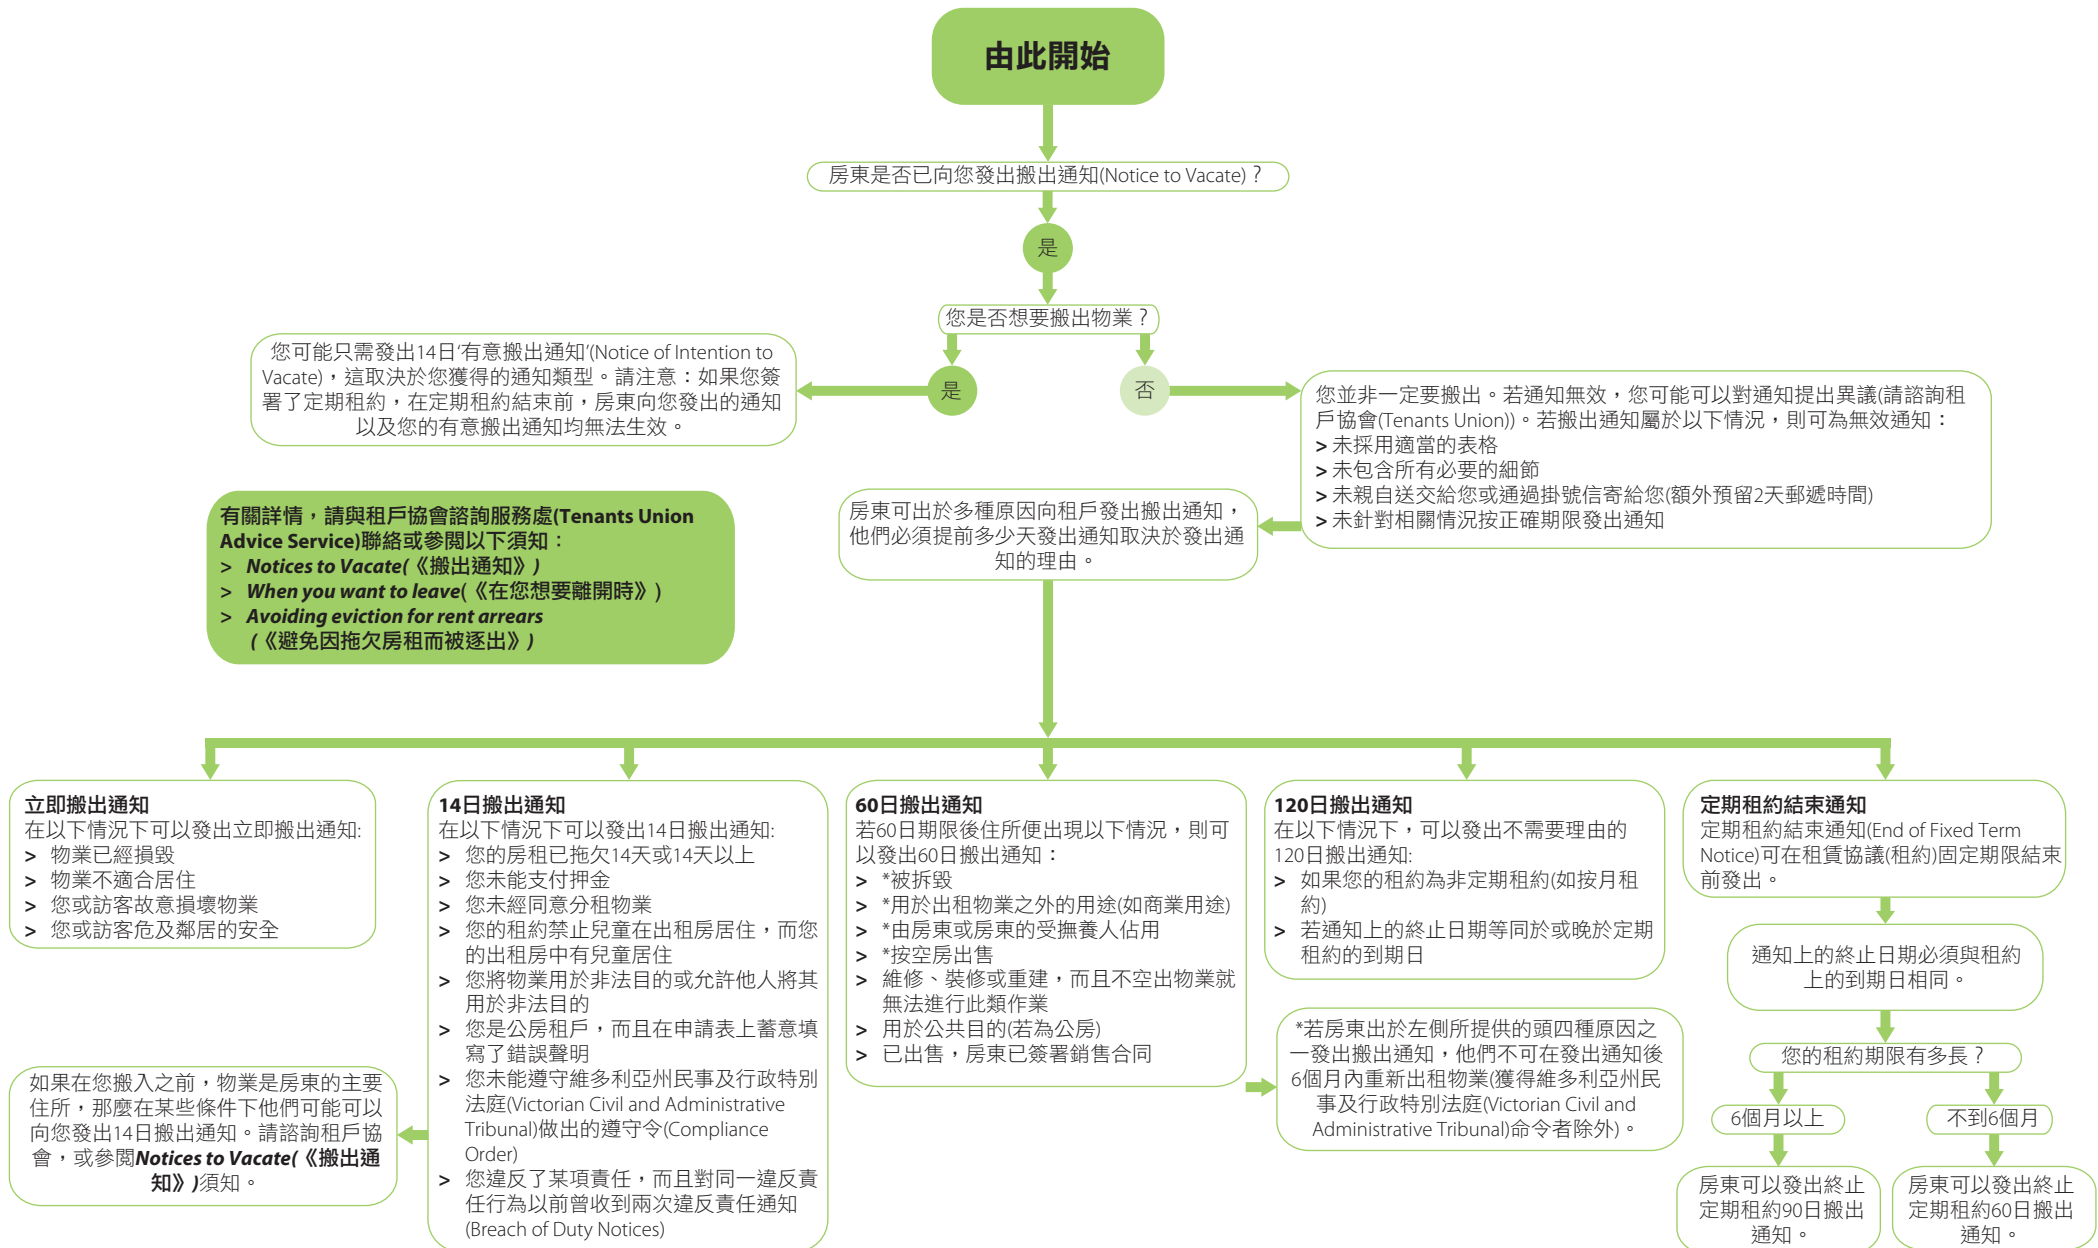 由此開始
房東是否已向您發出搬出通知(Notice to Vacate)？
是
您是否想要搬出物業？
是
否
您可能只需發出14日‘有意搬出通知’(Notice of Intention to
Vacate)，這取決於您獲得的通知類型。請注意：如果您簽
署了定期租約，在定期租約結束前，房東向您發出的通知
以及您的有意搬出通知均無法生效。
您並非一定要搬出。若通知無效，您可能可以對通知提出異議(請諮詢租
戶協會(Tenants Union))。若搬出通知屬於以下情況，則可為無效通知：
> 未採用適當的表格
> 未包含所有必要的細節
> 未親自送交給您或通過掛號信寄給您(額外預留2天郵遞時間)
> 未針對相關情況按正確期限發出通知
房東可出於多種原因向租戶發出搬出通知，
他們必須提前多少天發出通知取決於發出通
知的理由。
有關詳情，請與租戶協會諮詢服務處(Tenants Union
Advice Service)聯絡或參閲以下須知：
> Notices to Vacate(《搬出通知》)
> When you want to leave(《在您想要離開時》)
> Avoiding eviction for rent arrears
(《避免因拖欠房租而被逐出》)
立即搬出通知
在以下情況下可以發出立即搬出通知:
> 物業已經損毀
> 物業不適合居住
> 您或訪客故意損壞物業
> 您或訪客危及鄰居的安全
14日搬出通知
在以下情況下可以發出14日搬出通知:
> 您的房租已拖欠14天或14天以上
> 您未能支付押金
> 您未經同意分租物業
> 您的租約禁止兒童在出租房居住，而您
的出租房中有兒童居住
> 您將物業用於非法目的或允許他人將其
用於非法目的
> 您是公房租戶，而且在申請表上蓄意填
寫了錯誤聲明
> 您未能遵守維多利亞州民事及行政特別
法庭(Victorian Civil and Administrative
Tribunal)做出的遵守令(Compliance
Order)
> 您違反了某項責任，而且對同一違反責
任行為以前曾收到兩次違反責任通知
(Breach of Duty Notices)
如果在您搬入之前，物業是房東的主要
住所，那麼在某些條件下他們可能可以
向您發出14日搬出通知。請諮詢租戶協
會，或參閲Notices to Vacate(《搬出通
知》)須知。
60日搬出通知
若60日期限後住所便出現以下情況，則可
以發出60日搬出通知：
> *被拆毀
> *用於出租物業之外的用途(如商業用途)
> *由房東或房東的受撫養人佔用
> *按空房出售
> 維修、裝修或重建，而且不空出物業就
無法進行此類作業
> 用於公共目的(若為公房)
> 已出售，房東已簽署銷售合同
120日搬出通知
在以下情況下，可以發出不需要理由的
120日搬出通知:
> 如果您的租約為非定期租約(如按月租
約)
> 若通知上的終止日期等同於或晚於定期
租約的到期日
*若房東出於左側所提供的頭四種原因之
一發出搬出通知，他們不可在發出通知後
6個月內重新出租物業(獲得維多利亞州民
事及行政特別法庭(Victorian Civil and
Administrative Tribunal)命令者除外)。
定期租約結束通知
定期租約結束通知(End of Fixed Term
Notice)可在租賃協議(租約)固定期限結束
前發出。
通知上的終止日期必須與租約
上的到期日相同。
您的租約期限有多長？
6個月以上
不到6個月
房東可以發出終止
定期租約90日搬出
通知。
房東可以發出終止
定期租約60日搬出
通知。